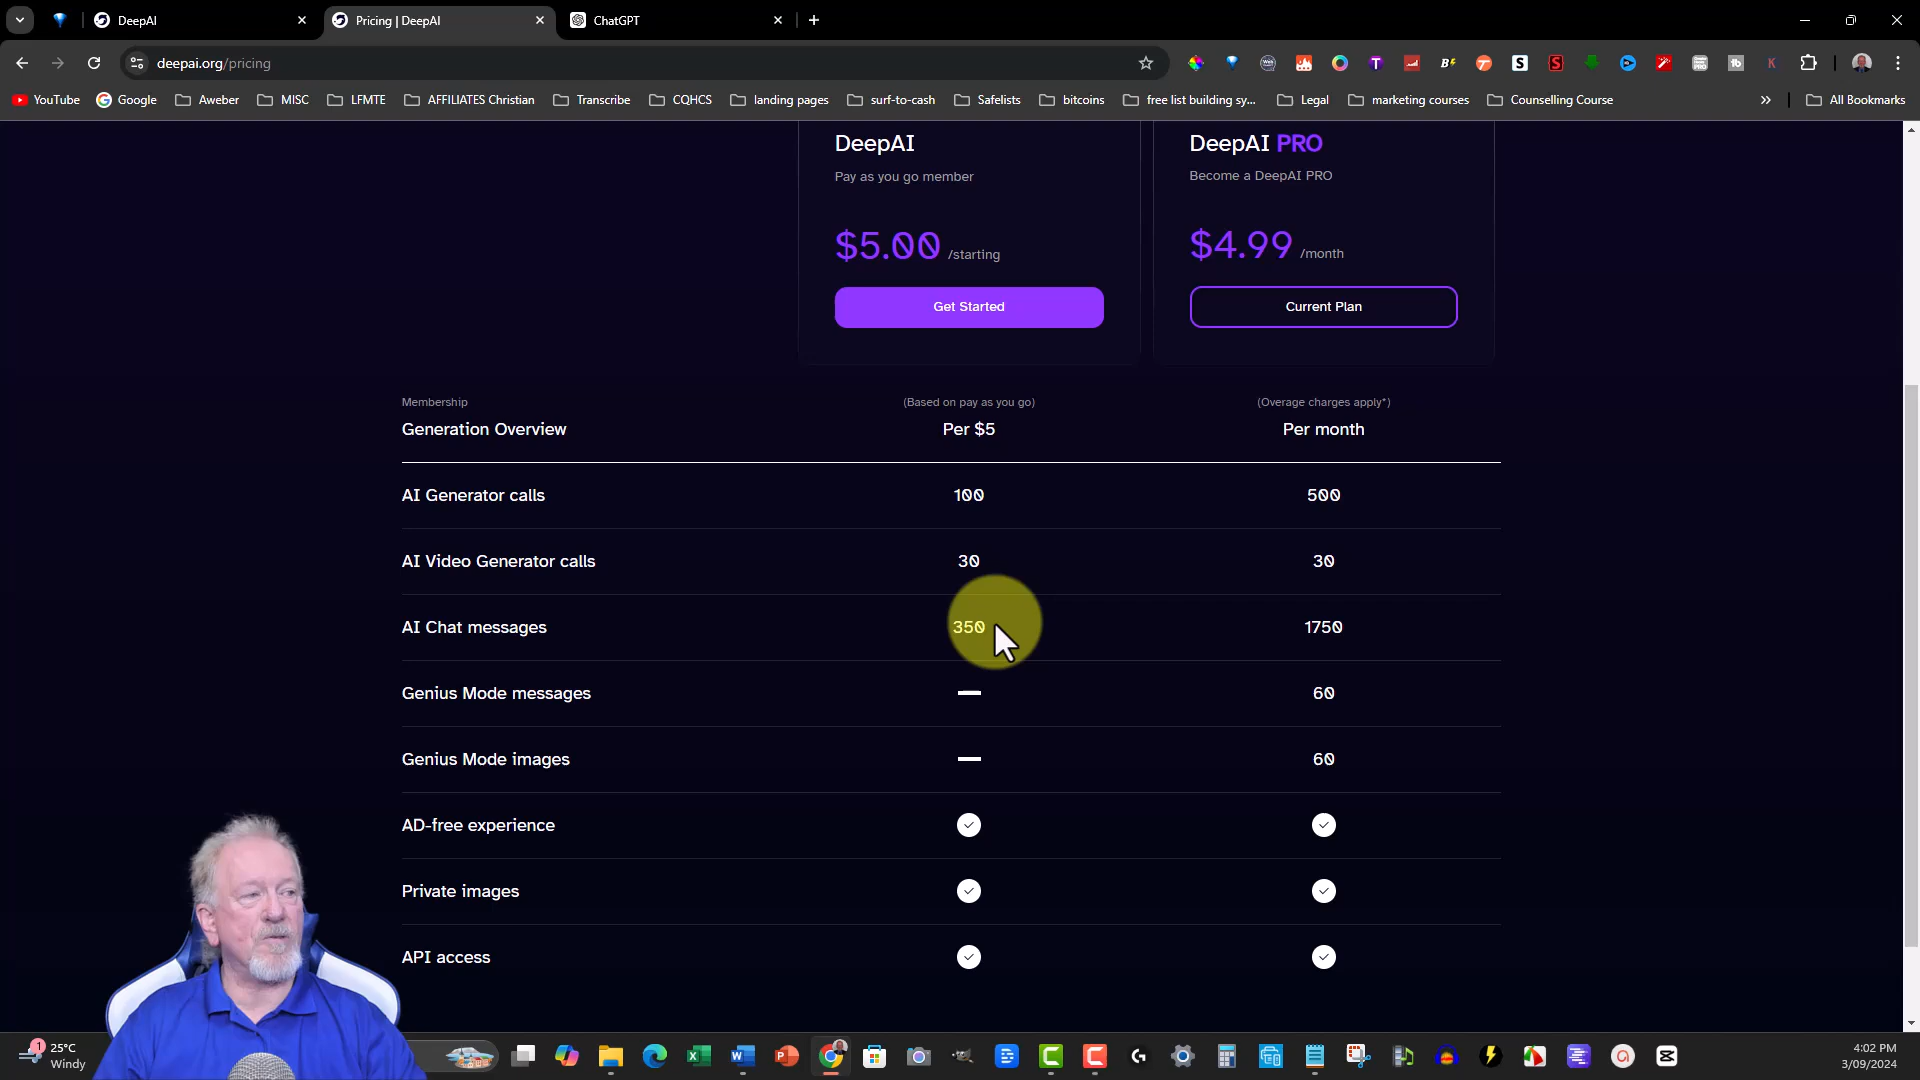 DeepAI
Pricing | DeepAI
ChatGPT
deepai.org/pricing
YouTube
Google
Aweber
MISC
LFMTE
AFFILIATES Christian
Transcribe
CQHCS
landing pages
surf-to-cash
Safelists
bitcoins
free list building sy...
Legal
marketing courses
Counselling Course
All Bookmarks
DeepAI
DeepAI PRO
Pay as you go member
Become a DeepAI PRO
$5.00 /starting
$4.99 /month
Get Started
Current Plan
Membership
(Based on pay as you go)
(Overage charges apply*)
Generation Overview
Per $5
Per month
AI Generator calls
100
500
AI Video Generator calls
30
30
AI Chat messages
350
1750
Genius Mode messages
60
Genius Mode images
60
AD-free experience
Private images
API access
1
25°C
Windy
4:02 PM
3/09/2024